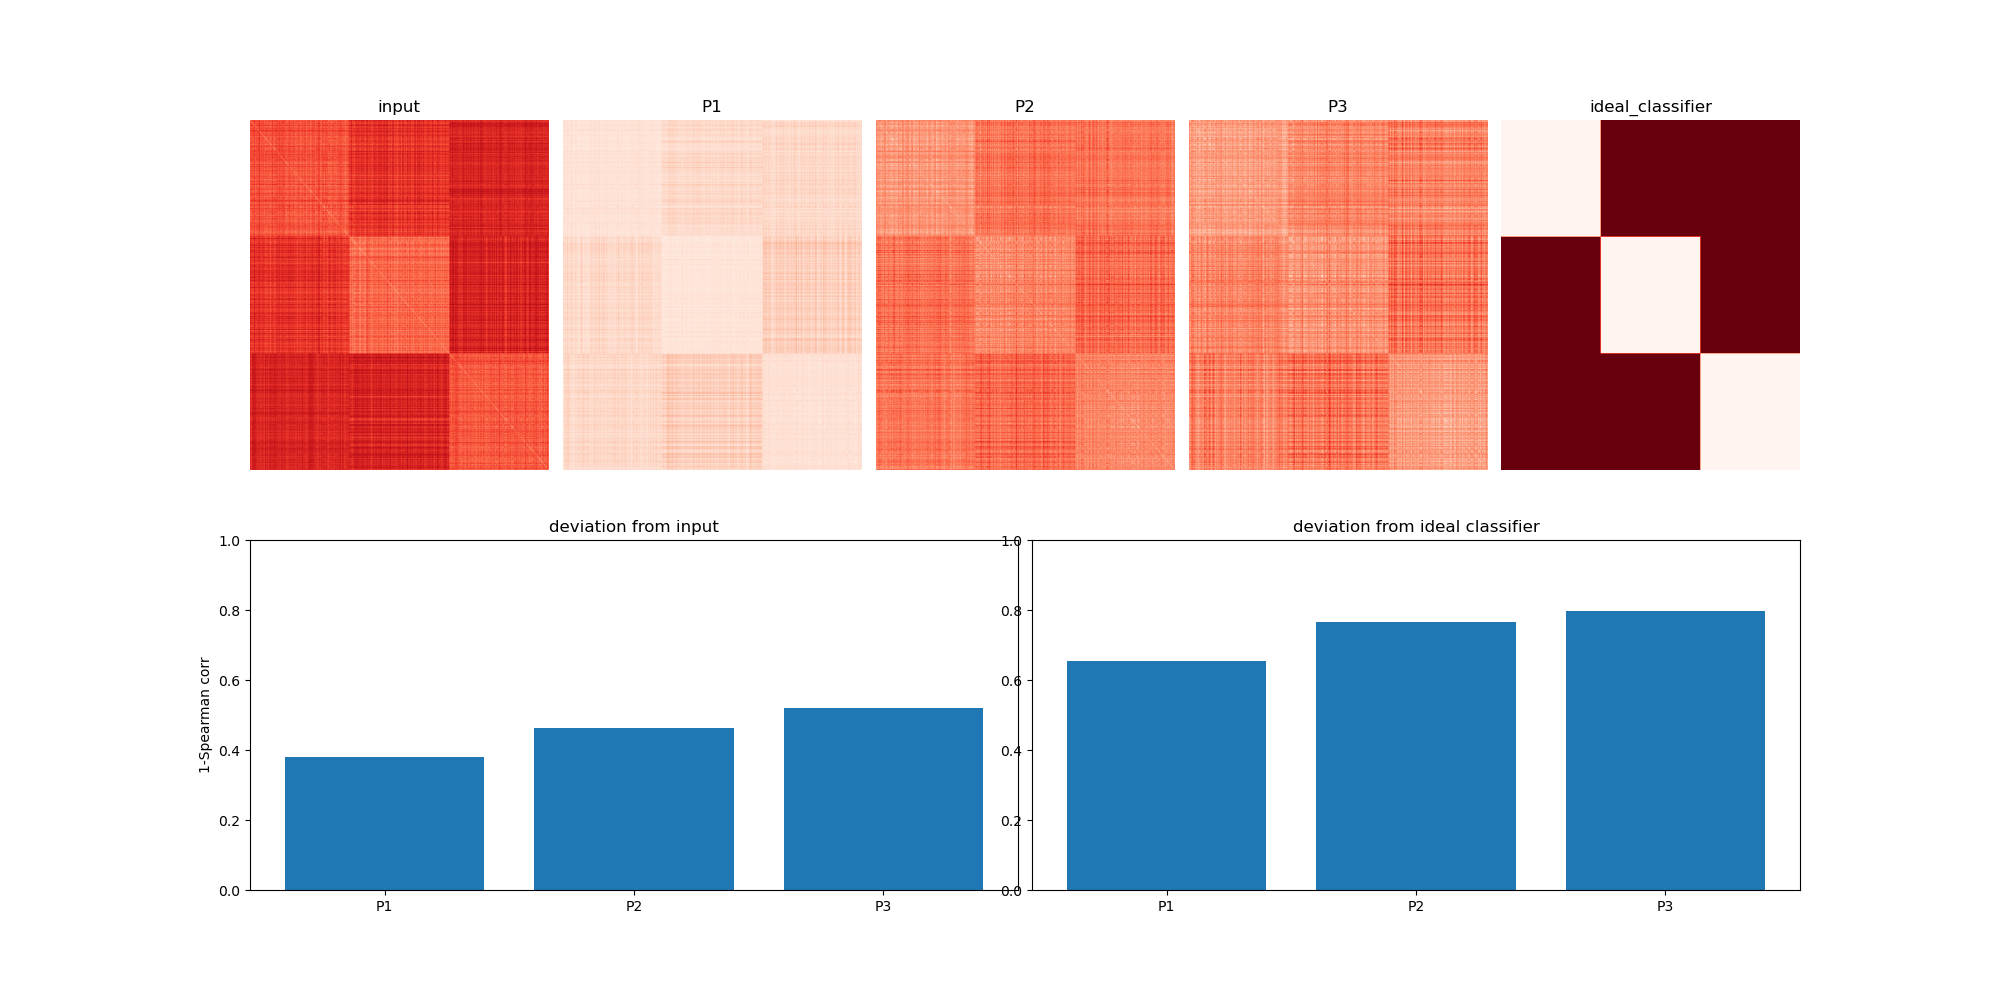 input P1 P2 P3 ideal_classifier
deviation from input
1-Spearman corr
1.0
0.8
0.6
0.4
0.2
0.0
P1 P2 P3
deviation from ideal classifier
1.0
0.8
0.6
0.4
0.2
0.0
P1 P2 P3